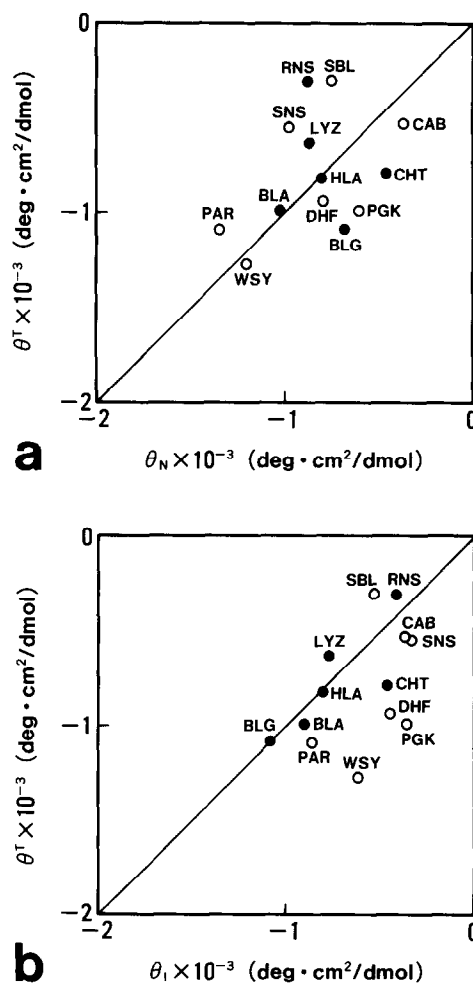 0
RNS SBL
SNS
LYZ
CAB
HLA
CHT
BLA
PAR
DHF
PGK
BLG
WSY
-1
-2
-2 -1 0
θᵀ × 10⁻³ (deg・cm²/dmol)
θ_N × 10⁻³ (deg・cm²/dmol)
a
0
SBL RNS
CAB
SNS
LYZ
HLA
CHT
DHF
BLG
BLA
PGK
PAR
WSY
-1
-2
-2 -1 0
θᵀ × 10⁻³ (deg・cm²/dmol)
θ_I × 10⁻³ (deg・cm²/dmol)
b